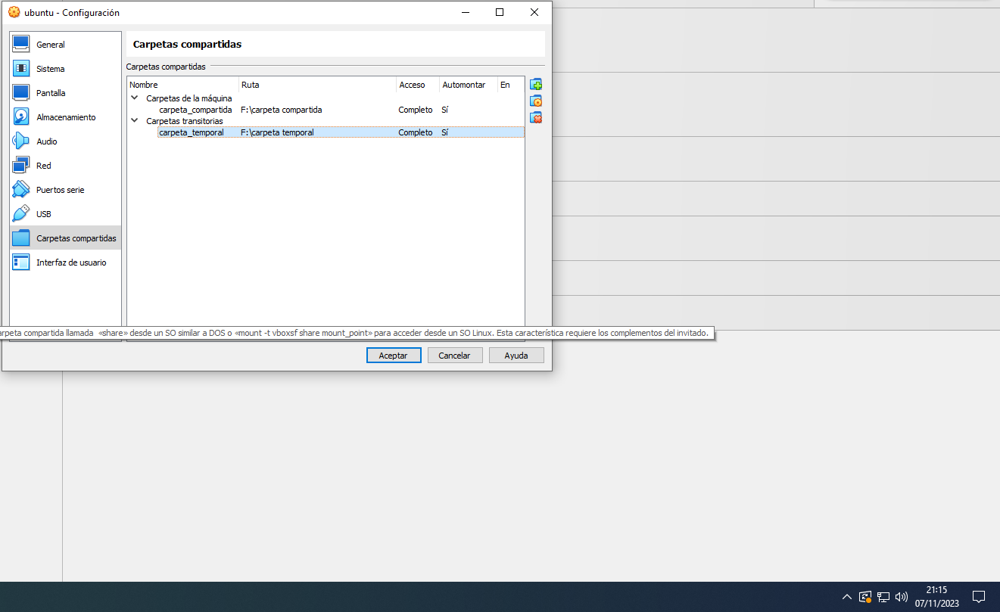 ubuntu - Configuración
General
Sistema
Pantalla
Almacenamiento
Audio
Red
Puertos serie
USB
Carpetas compartidas
Interfaz de usuario
Carpetas compartidas
Carpetas compartidas
Nombre Ruta Acceso Automontar En
Carpetas de la máquina
carpeta_compartida F:\carpeta compartida Completo Sí
Carpetas transitorias
carpeta_temporal F:\carpeta temporal Completo Sí
arpeta compartida llamada «share» desde un SO similar a DOS o «mount -t vboxsf share mount_point» para acceder desde un SO Linux. Esta característica requiere los complementos del invitado.
Aceptar Cancelar Ayuda
21:15
07/11/2023